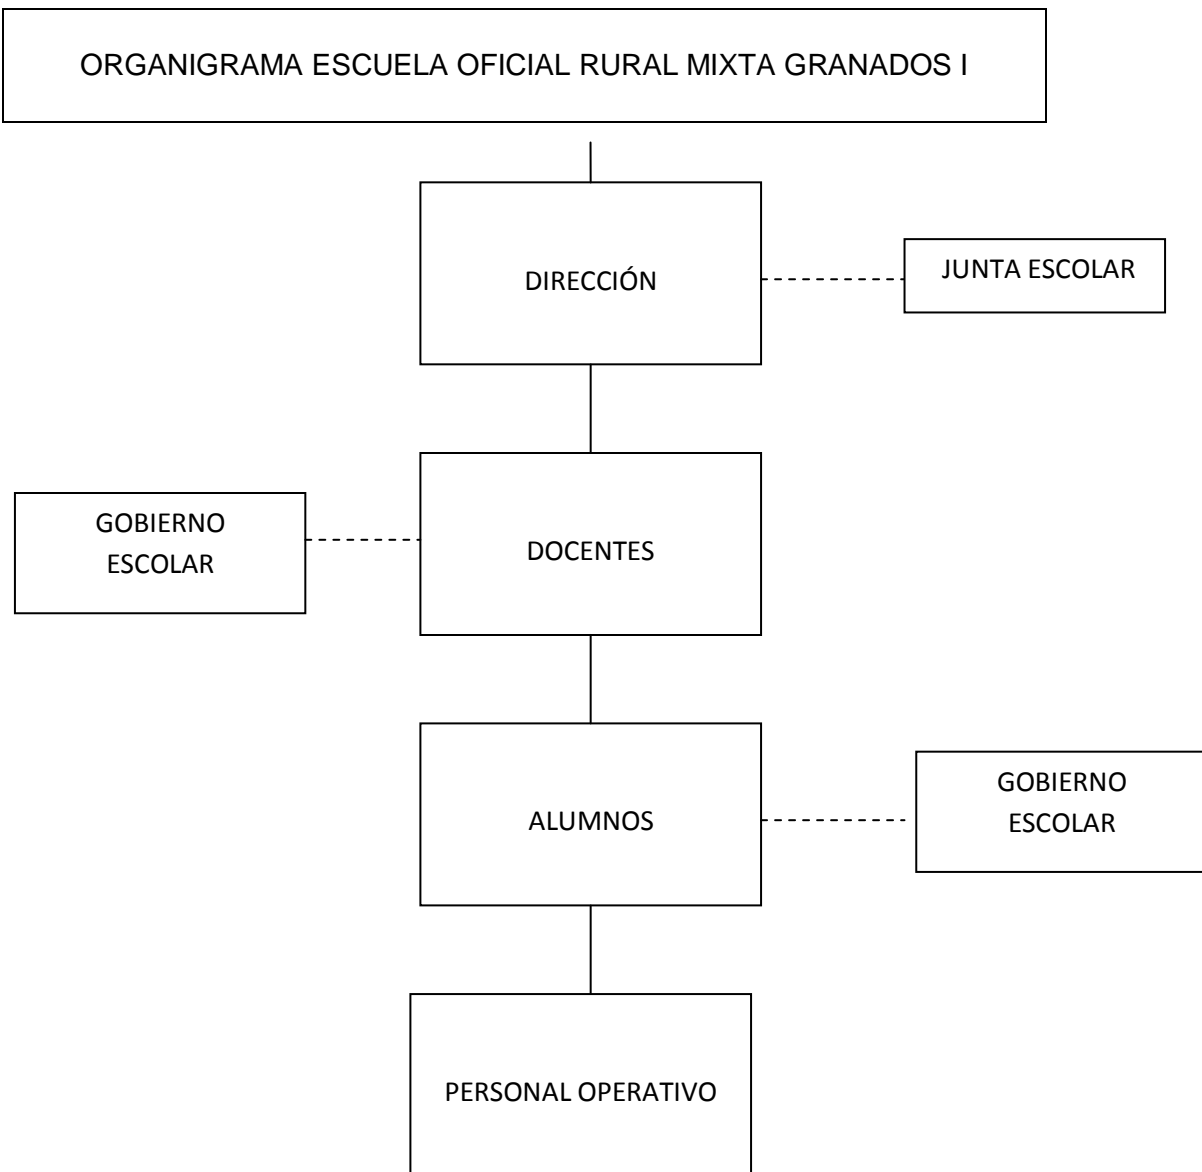 ORGANIGRAMA ESCUELA OFICIAL RURAL MIXTA GRANADOS I
DIRECCIÓN
JUNTA ESCOLAR
GOBIERNO
ESCOLAR
DOCENTES
ALUMNOS
GOBIERNO
ESCOLAR
PERSONAL OPERATIVO